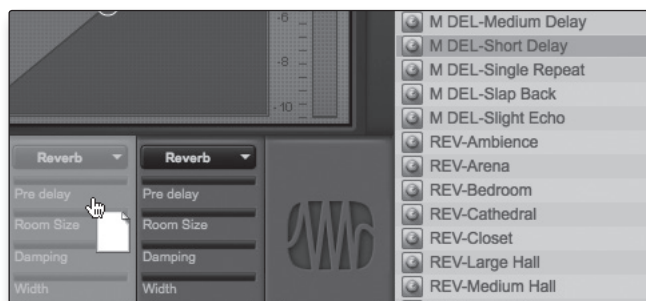 -6
-8
-10
Reverb
Pre delay
Room Size
Damping
Width
Reverb
Pre delay
Room Size
Damping
Width
M DEL-Medium Delay
M DEL-Short Delay
M DEL-Single Repeat
M DEL-Slap Back
M DEL-Slight Echo
REV-Ambience
REV-Arena
REV-Bedroom
REV-Cathedral
REV-Closet
REV-Large Hall
REV-Medium Hall